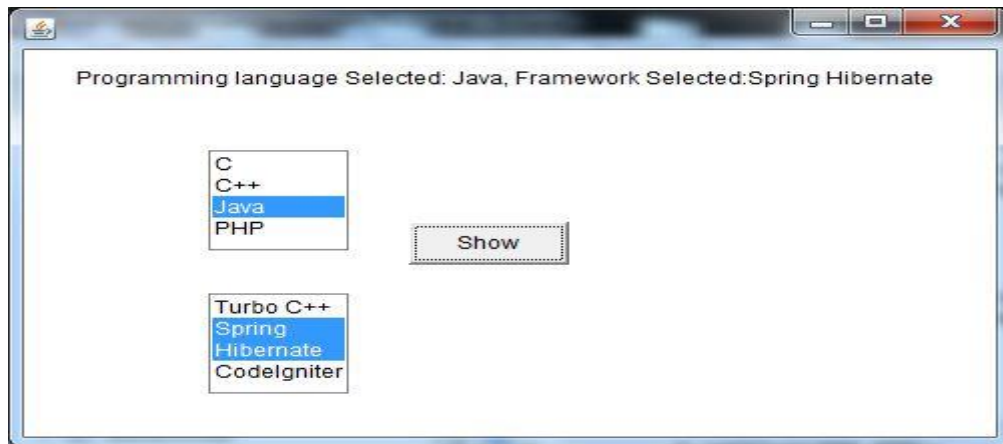 Programming language Selected: Java, Framework Selected:Spring Hibernate
C
C++
Java
PHP
Show
Turbo C++
Spring
Hibernate
CodeIgniter